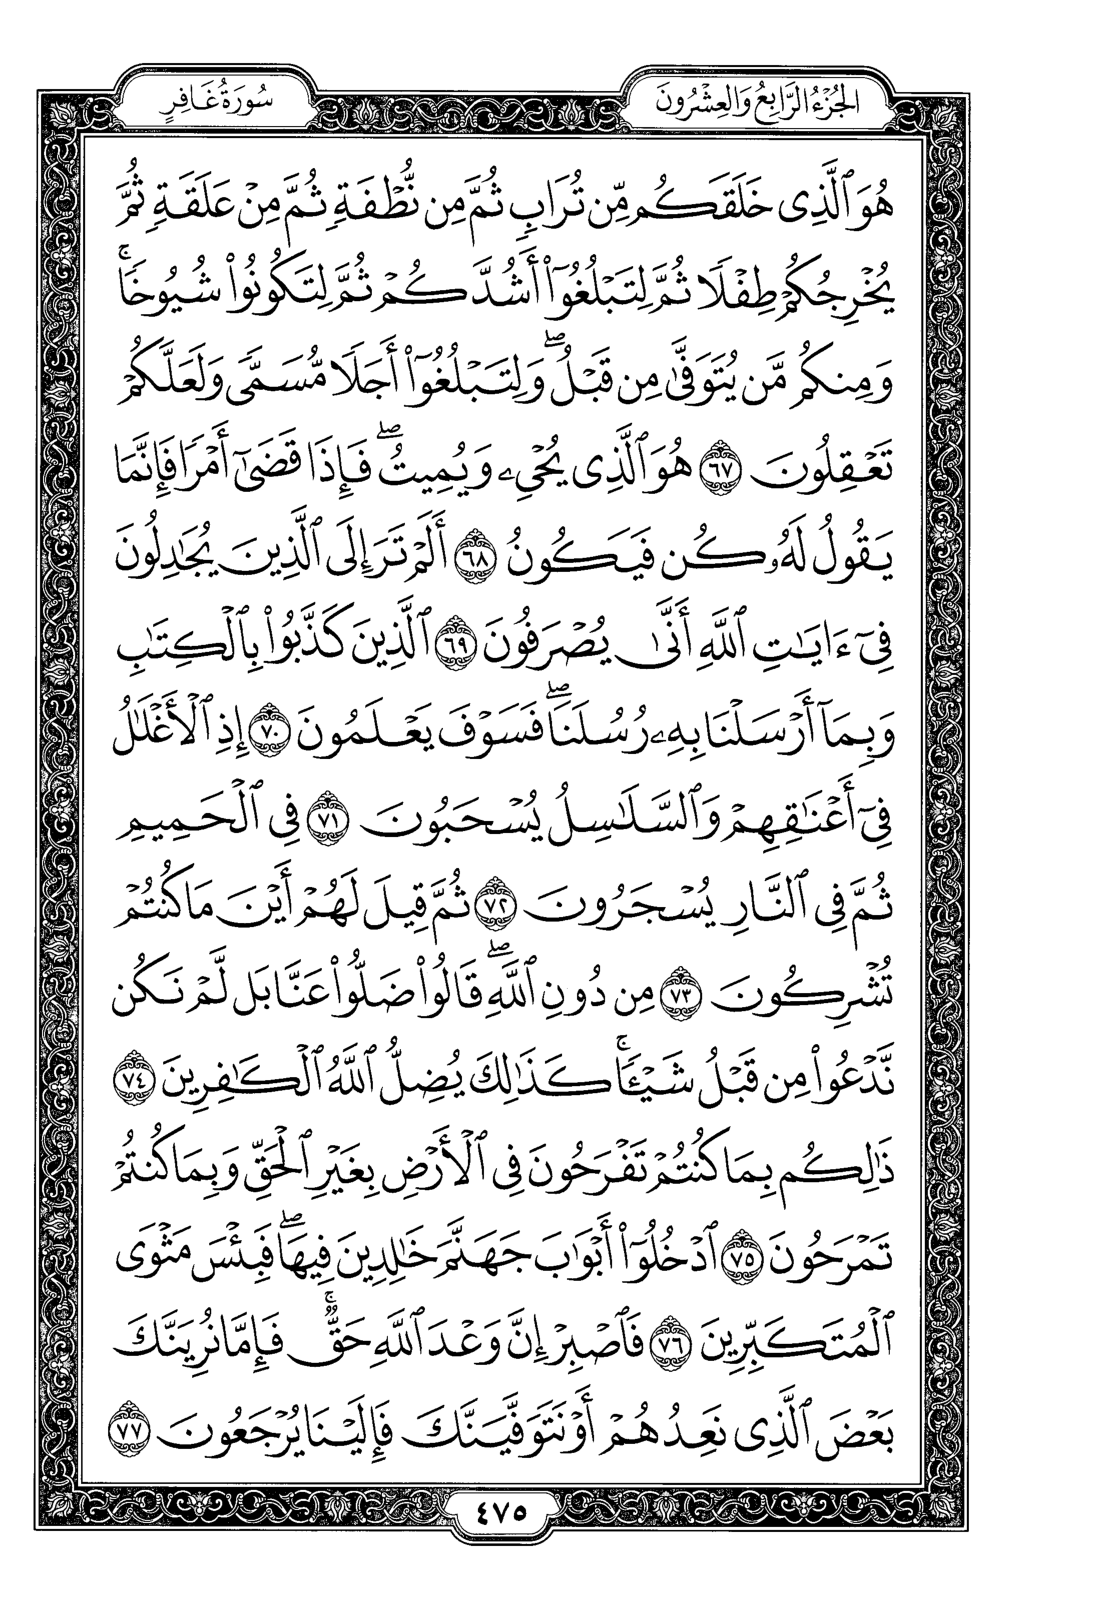 الجُزْءُ الرَّابِعُ وَالعِشْرُونَ
سُورَةُ غَافِرٍ
هُوَ ٱلَّذِى خَلَقَكُم مِّن تُرَابٍ ثُمَّ مِن نُّطْفَةٍ ثُمَّ مِنْ عَلَقَةٍ ثُمَّ
يُخْرِجُكُمْ طِفْلًا ثُمَّ لِتَبْلُغُوٓا۟ أَشُدَّكُمْ ثُمَّ لِتَكُونُوا۟ شُيُوخًا ۚ
وَمِنكُم مَّن يُتَوَفَّىٰ مِن قَبْلُ ۖ وَلِتَبْلُغُوٓا۟ أَجَلًا مُّسَمًّى وَلَعَلَّكُمْ
تَعْقِلُونَ ٦٧ هُوَ ٱلَّذِى يُحْىِۦ وَيُمِيتُ ۖ فَإِذَا قَضَىٰٓ أَمْرًا فَإِنَّمَا
يَقُولُ لَهُۥ كُن فَيَكُونُ ٦٨ أَلَمْ تَرَ إِلَى ٱلَّذِينَ يُجَـٰدِلُونَ
فِىٓ ءَايَـٰتِ ٱللَّهِ أَنَّىٰ يُصْرَفُونَ ٦٩ ٱلَّذِينَ كَذَّبُوا۟ بِٱلْكِتَـٰبِ
وَبِمَآ أَرْسَلْنَا بِهِۦ رُسُلَنَا ۖ فَسَوْفَ يَعْلَمُونَ ٧٠ إِذِ ٱلْأَغْلَـٰلُ
فِىٓ أَعْنَـٰقِهِمْ وَٱلسَّلَـٰسِلُ يُسْحَبُونَ ٧١ فِى ٱلْحَمِيمِ
ثُمَّ فِى ٱلنَّارِ يُسْجَرُونَ ٧٢ ثُمَّ قِيلَ لَهُمْ أَيْنَ مَا كُنتُمْ
تُشْرِكُونَ ٧٣ مِن دُونِ ٱللَّهِ ۖ قَالُوا۟ ضَلُّوا۟ عَنَّا بَل لَّمْ نَكُن
نَّدْعُوا۟ مِن قَبْلُ شَيْـًٔا ۚ كَذَٰلِكَ يُضِلُّ ٱللَّهُ ٱلْكَـٰفِرِينَ ٧٤
ذَٰلِكُم بِمَا كُنتُمْ تَفْرَحُونَ فِى ٱلْأَرْضِ بِغَيْرِ ٱلْحَقِّ وَبِمَا كُنتُمْ
تَمْرَحُونَ ٧٥ ٱدْخُلُوٓا۟ أَبْوَٰبَ جَهَنَّمَ خَـٰلِدِينَ فِيهَا ۖ فَبِئْسَ مَثْوَى
ٱلْمُتَكَبِّرِينَ ٧٦ فَٱصْبِرْ إِنَّ وَعْدَ ٱللَّهِ حَقٌّ ۚ فَإِمَّا نُرِيَنَّكَ
بَعْضَ ٱلَّذِى نَعِدُهُمْ أَوْ نَتَوَفَّيَنَّكَ فَإِلَيْنَا يُرْجَعُونَ ٧٧
٤٧٥